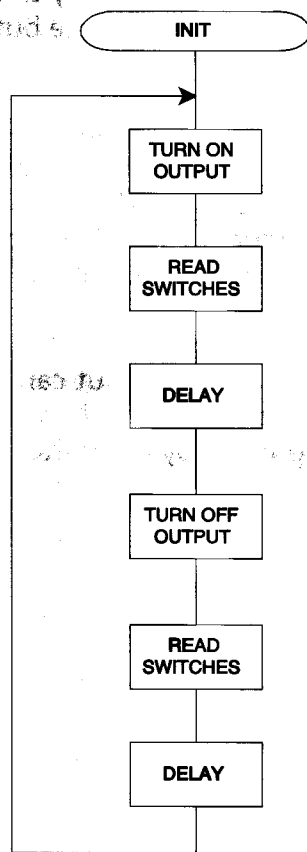 INIT
TURN ON
OUTPUT
READ
SWITCHES
DELAY
TURN OFF
OUTPUT
READ
SWITCHES
DELAY